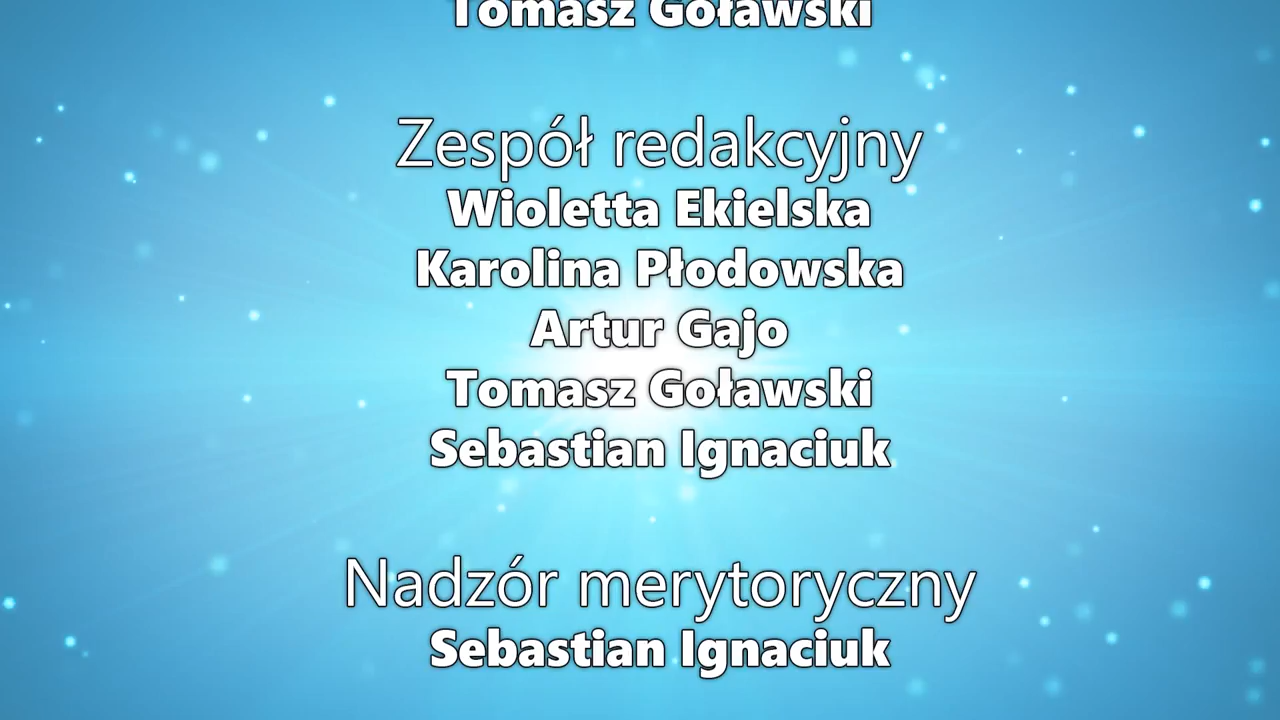 Tomasz Goławski
Zespół redakcyjny
Wioletta Ekielska
Karolina Płodowska
Artur Gajo
Tomasz Goławski
Sebastian Ignaciuk
Nadzór merytoryczny
Sebastian Ignaciuk